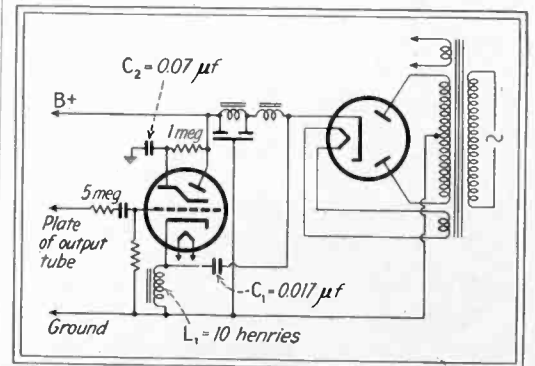 C₂ = 0.07 µf
B+
1 meg
5 meg
Plate
of output
tube
C₁ = 0.017 µf
Ground
L₁ = 10 henries